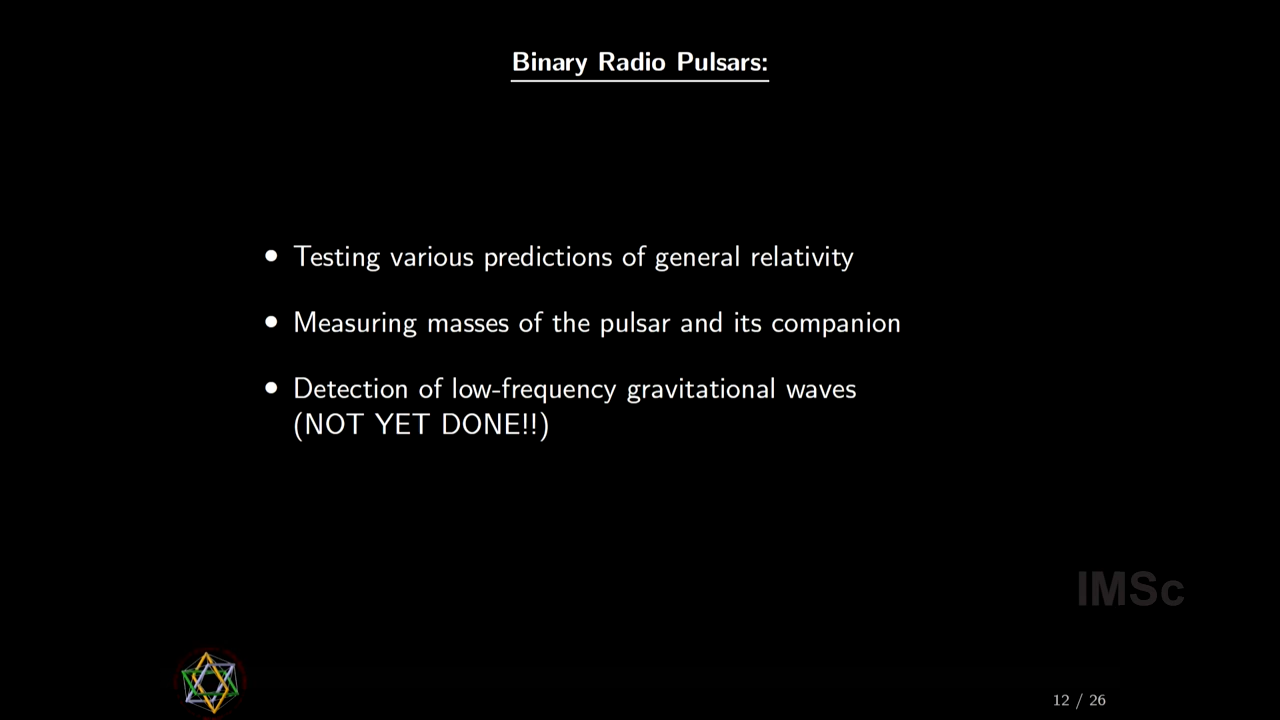 Binary Radio Pulsars:
• Testing various predictions of general relativity
• Measuring masses of the pulsar and its companion
• Detection of low-frequency gravitational waves
(NOT YET DONE!!)
IMSc
12 / 26